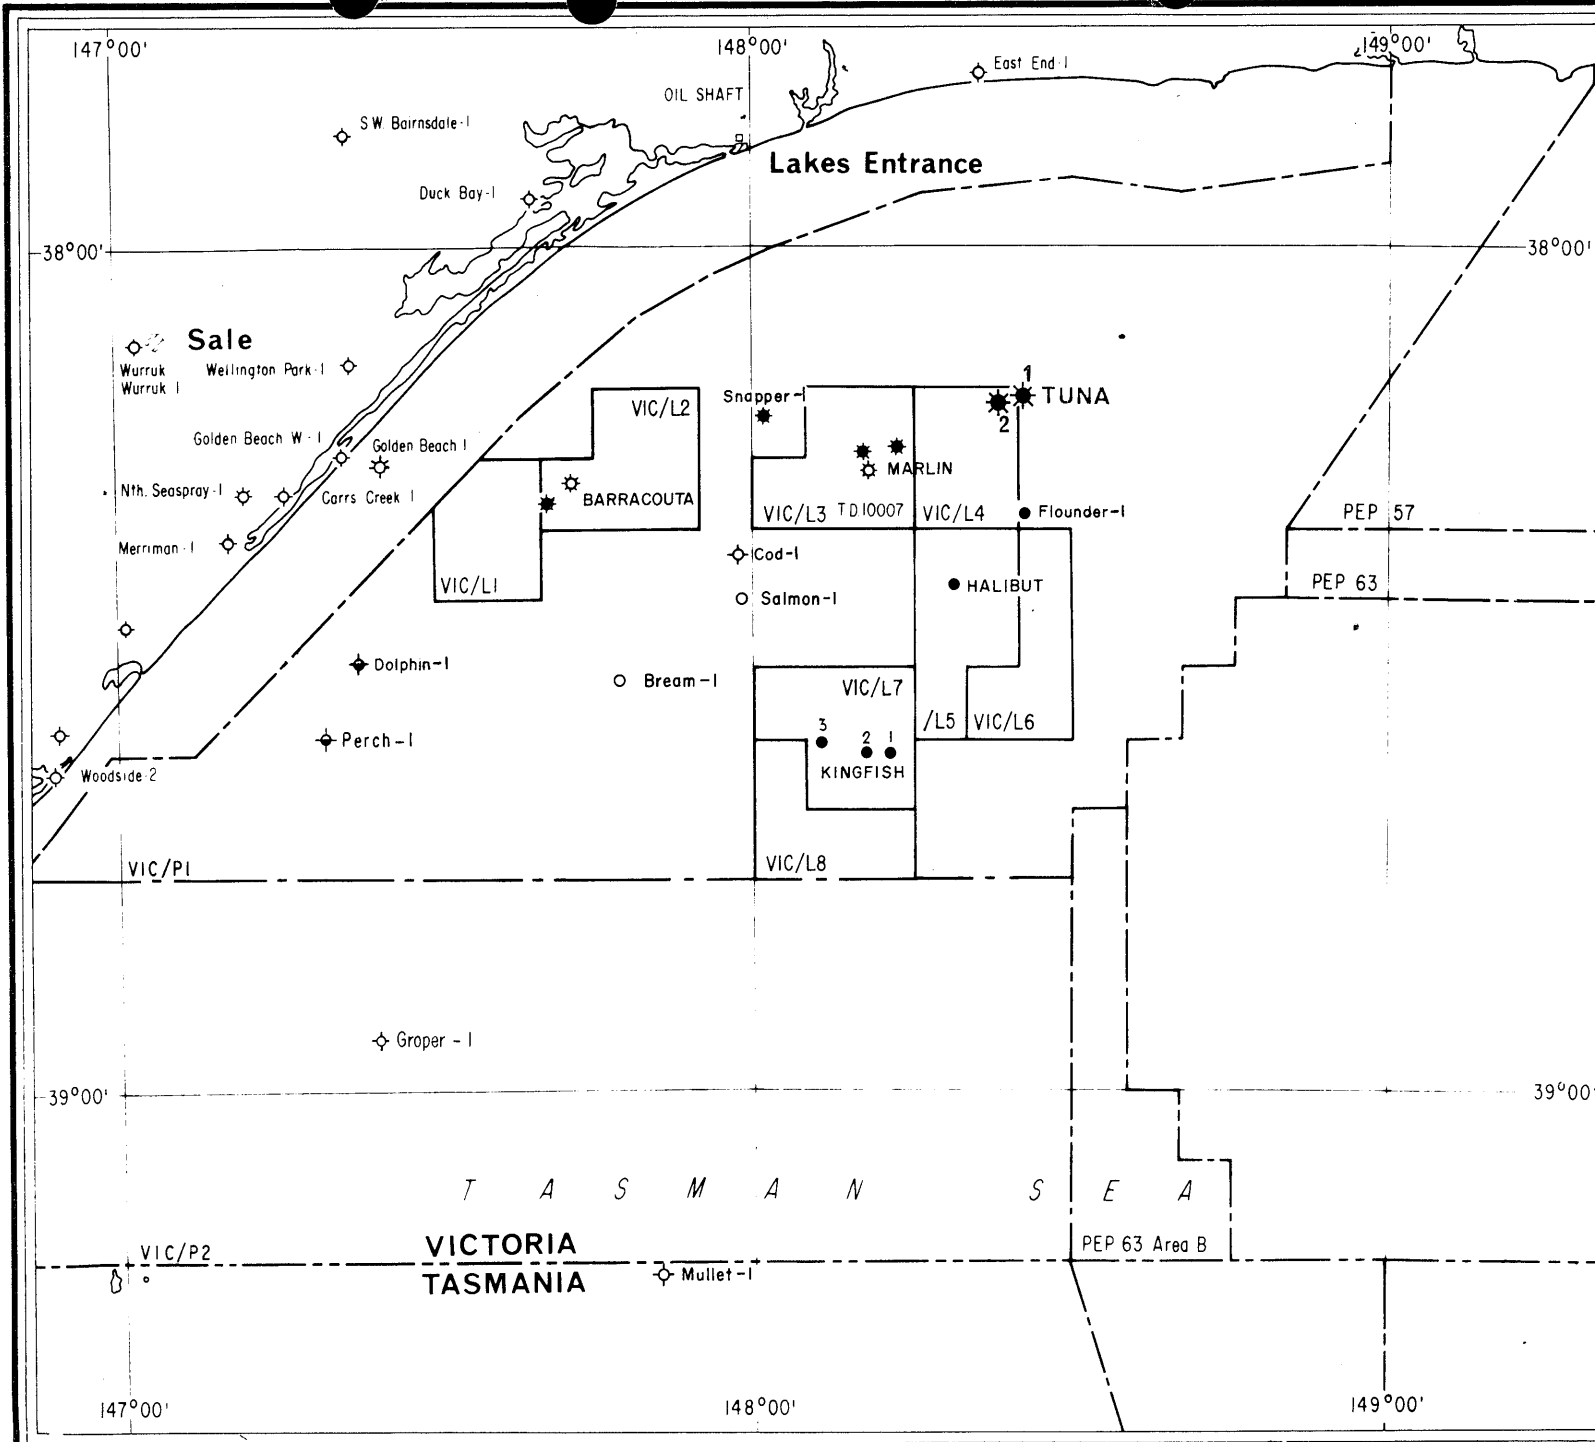 147°00'
148°00'
149°00'
East End-1
OIL SHAFT
S.W. Bairnsdale-1
Lakes Entrance
Duck Bay-1
38°00'
38°00'
Sale
Wurruk
Wurruk 1
Wellington Park-1
1
TUNA
2
Snapper-1
VIC/L2
Golden Beach W-1
Golden Beach 1
MARLIN
Nth. Seaspray-1
Carrs Creek 1
BARRACOUTA
VIC/L3
TD10007
VIC/L4
Flounder-1
PEP 57
Merriman-1
Cod-1
VIC/L1
HALIBUT
PEP 63
Salmon-1
Dolphin-1
Bream-1
VIC/L7
/L5
VIC/L6
3
2
1
Perch-1
KINGFISH
Woodside-2
VIC/P1
VIC/L8
Groper-1
39°00'
39°00'
TASMAN SEA
VIC/P2
VICTORIA
PEP 63 Area B
TASMANIA
Mullet-1
147°00'
148°00'
149°00'